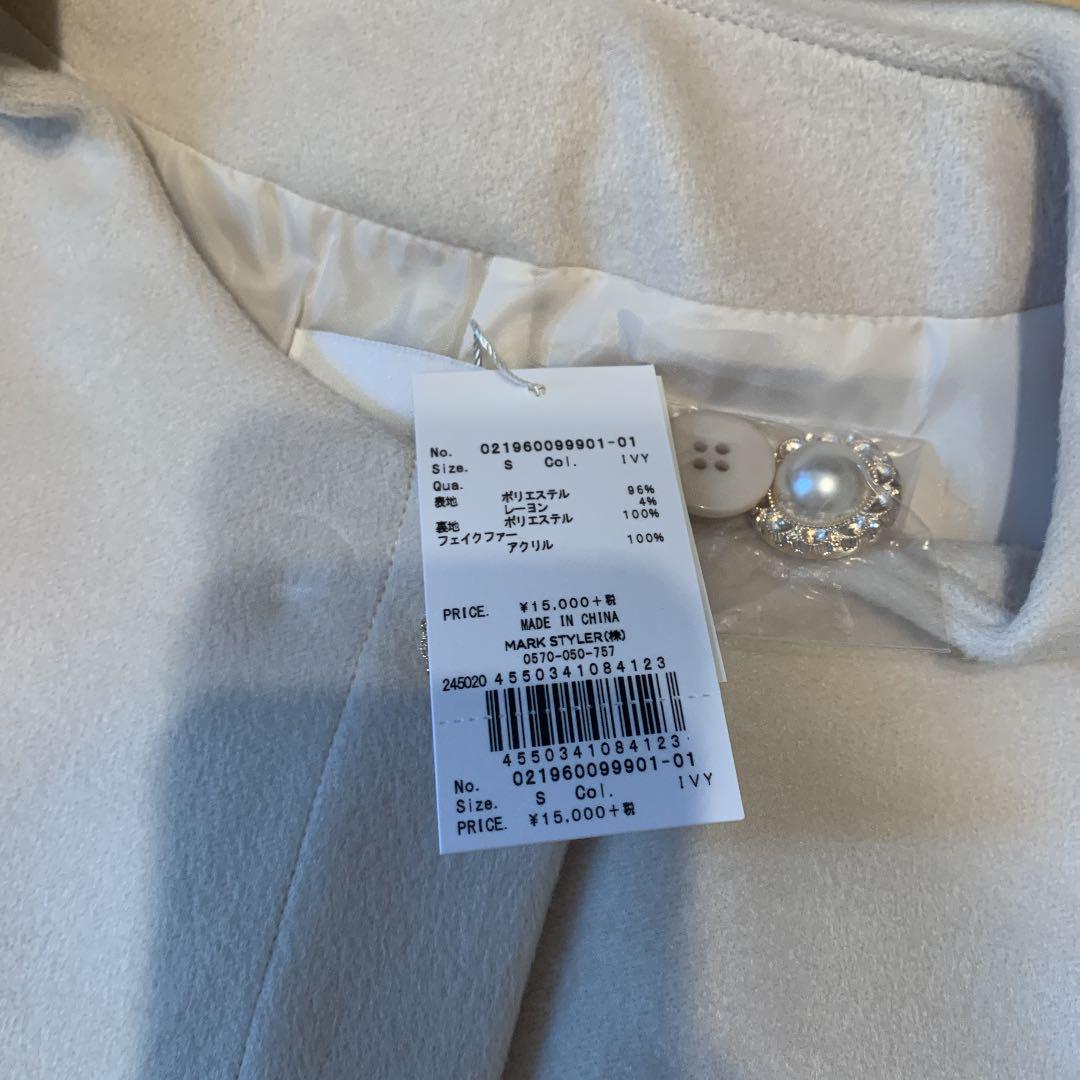 No. 021960099901-01
Size. S Col. IVY
Qua.
表地 ポリエステル 96%
レーヨン 4%
裏地 ポリエステル 100%
フェイクファー
アクリル 100%
PRICE. ¥15,000+税
MADE IN CHINA
MARK STYLER(株)
0570-050-757
245020 4550341084123
4550341084123
No. 021960099901-01
Size. S Col. IVY
PRICE. ¥15,000+税